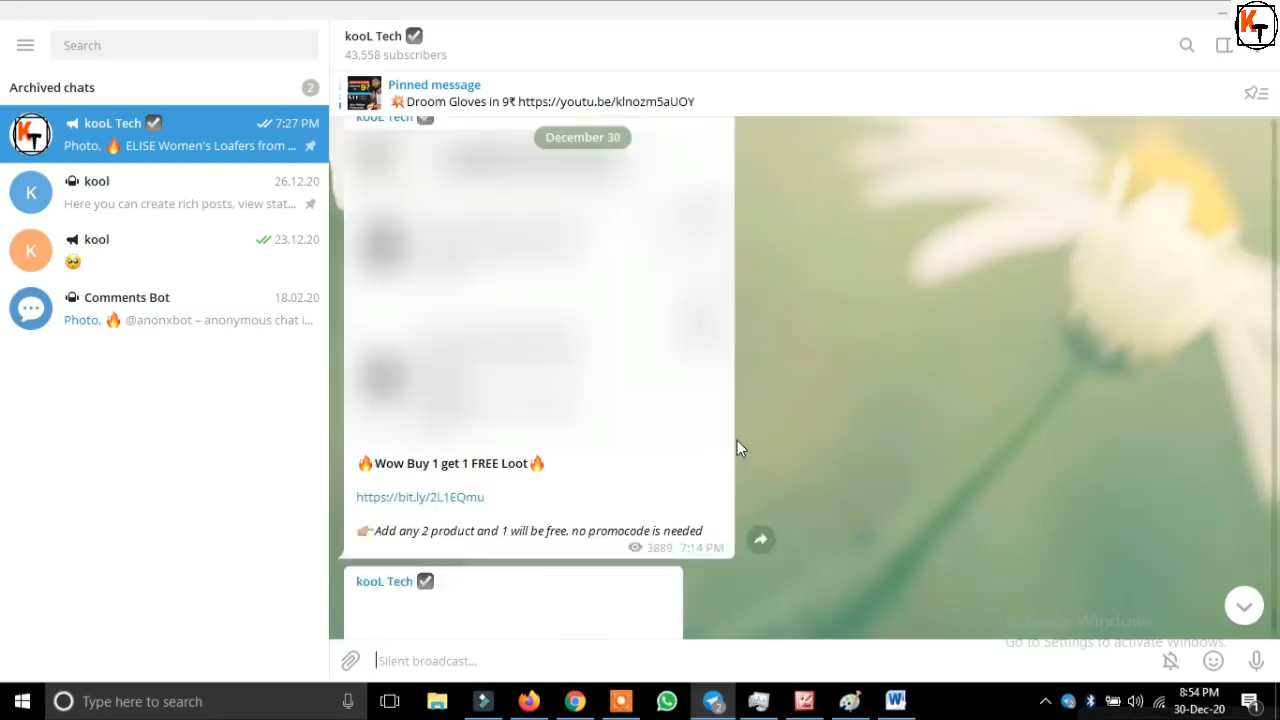 Search
Archived chats
2
kooL Tech
7:27 PM
Photo, 🔥 ELISE Women's Loafers from ...
K
kool
26.12.20
Here you can create rich posts, view stat...
K
kool
23.12.20
🥺
Comments Bot
18.02.20
Photo, 🔥 @anonxbot – anonymous chat i...
kooL Tech
43,558 subscribers
Pinned message
💥Droom Gloves in 9₹ https://youtu.be/klnozm5aUOY
kooL Tech
December 30
🔥Wow Buy 1 get 1 FREE Loot🔥
https://bit.ly/2L1EQmu
👉Add any 2 product and 1 will be free. no promocode is needed
3889 7:14 PM
kooL Tech
Activate Windows
Go to Settings to activate Windows.
Silent broadcast...
Type here to search
2
W
8:54 PM
30-Dec-20
1
KT